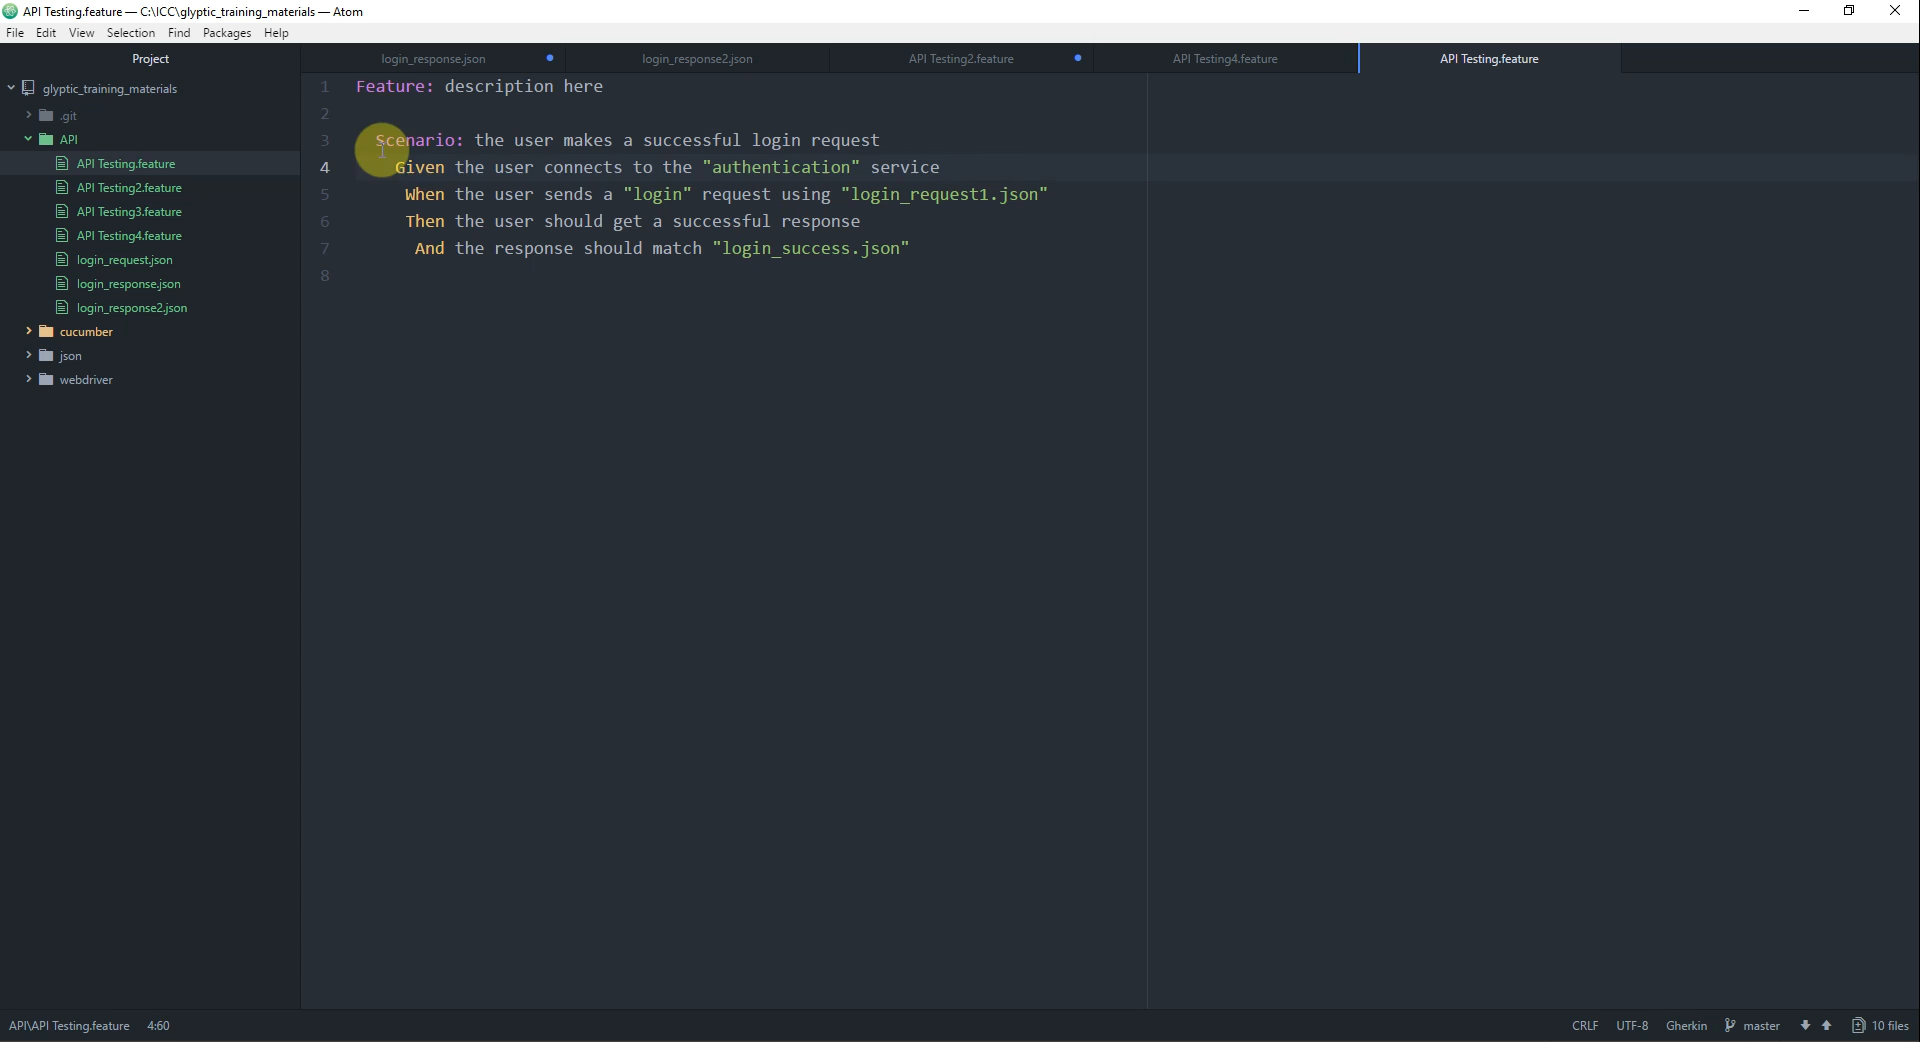 API Testing.feature — C:\ICC\glyptic_training_materials — Atom
File Edit View Selection Find Packages Help
Project
login_response.json
login_response2.json
API Testing2.feature
API Testing4.feature
API Testing.feature
glyptic_training_materials
.git
API
API Testing.feature
API Testing2.feature
API Testing3.feature
API Testing4.feature
login_request.json
login_response.json
login_response2.json
cucumber
json
webdriver
1 Feature: description here
2
3 Scenario: the user makes a successful login request
4 Given the user connects to the "authentication" service
5 When the user sends a "login" request using "login_request1.json"
6 Then the user should get a successful response
7 And the response should match "login_success.json"
8
API\API Testing.feature 4:60
CRLF UTF-8 Gherkin master 10 files